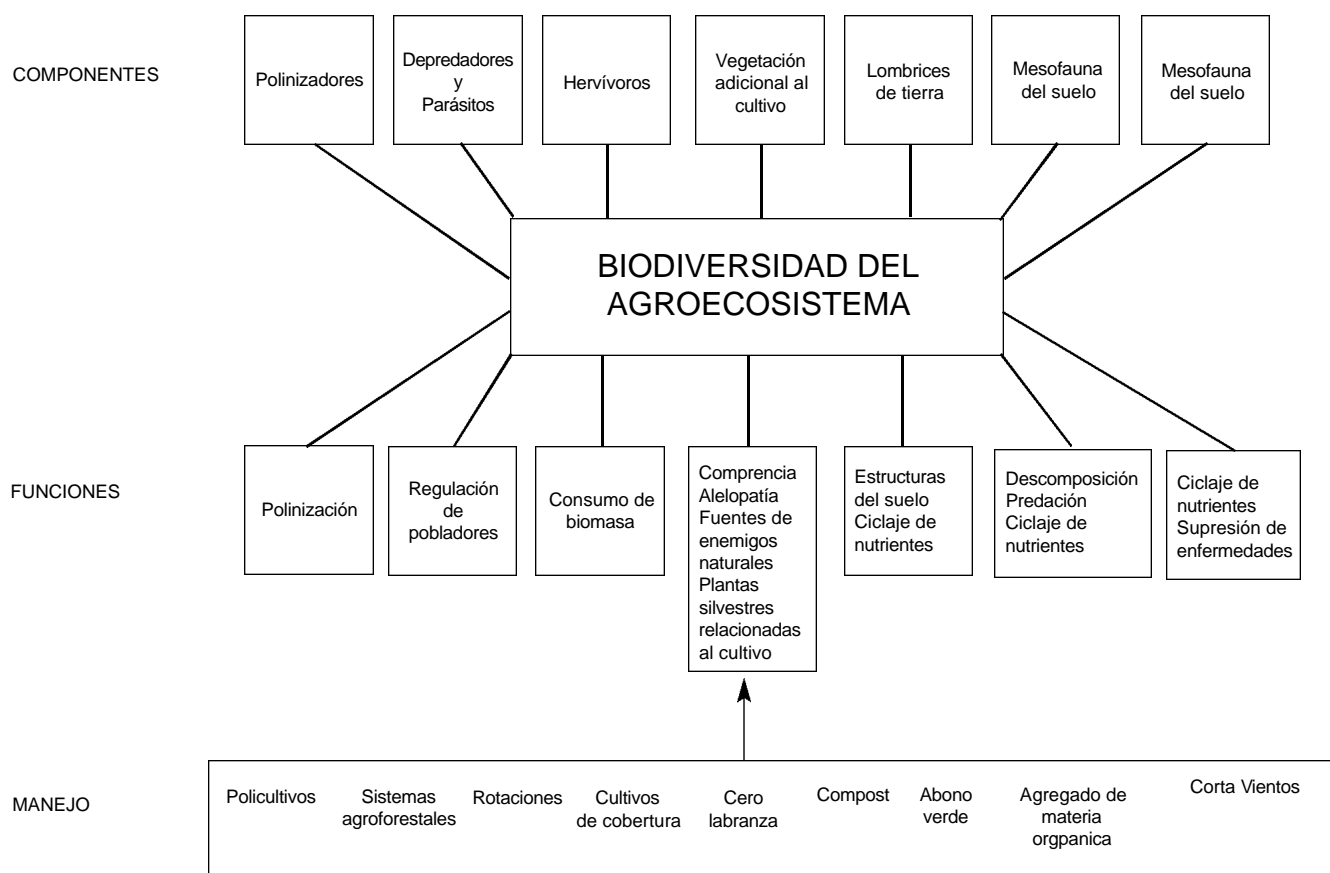 COMPONENTES
Polinizadores
Depredadores
y
Parásitos
Hervívoros
Vegetación
adicional al
cultivo
Lombrices
de tierra
Mesofauna
del suelo
Mesofauna
del suelo
BIODIVERSIDAD DEL
AGROECOSISTEMA
FUNCIONES
Polinización
Regulación
de
pobladores
Consumo de
biomasa
Comprencia
Alelopatía
Fuentes de
enemigos
naturales
Plantas
silvestres
relacionadas
al cultivo
Estructuras
del suelo
Ciclaje de
nutrientes
Descomposición
Predación
Ciclaje de
nutrientes
Ciclaje de
nutrientes
Supresión de
enfermedades
MANEJO
Policultivos
Sistemas
agroforestales
Rotaciones
Cultivos
de cobertura
Cero
labranza
Compost
Abono
verde
Agregado de
materia
orgpanica
Corta Vientos